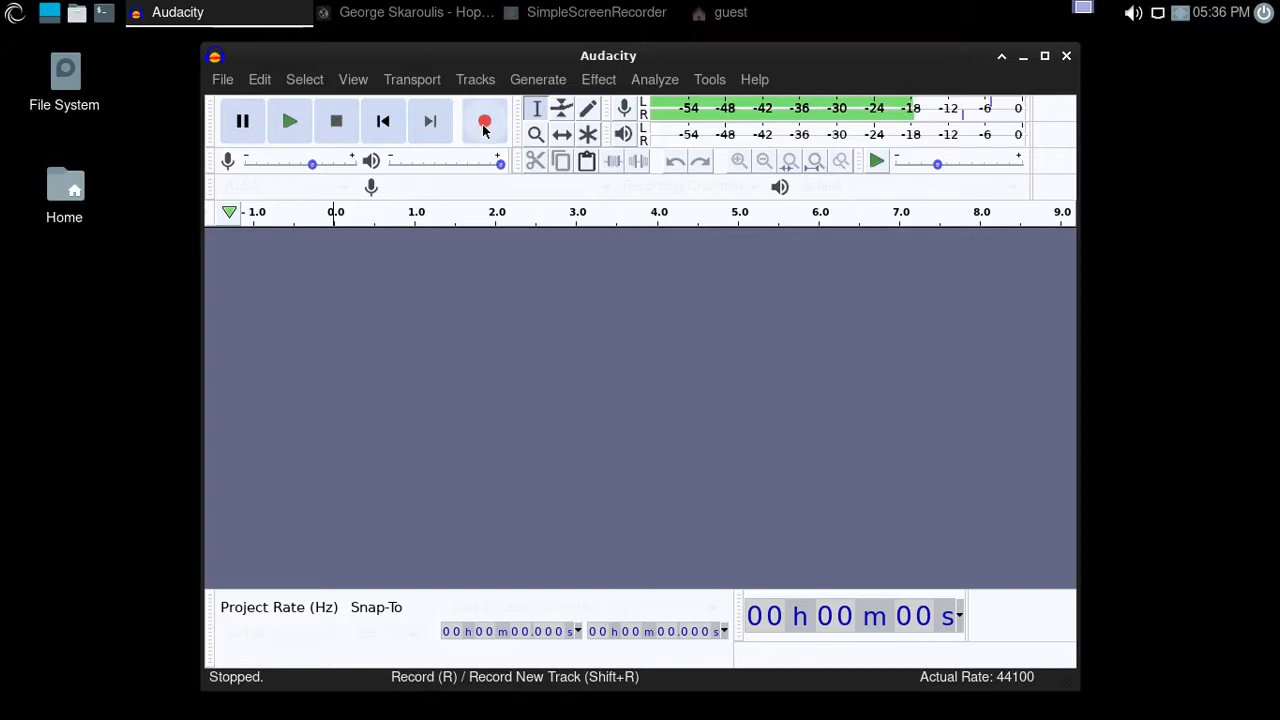 Audacity
George Skaroulis - Hop...
SimpleScreenRecorder
guest
05:36 PM
File System
Home
Audacity
File Edit Select View Transport Tracks Generate Effect Analyze Tools Help
L
R
-54 -48 -42 -36 -30 -24 -18 -12 -6 0
L
R
-54 -48 -42 -36 -30 -24 -18 -12 -6 0
- +
- +
- +
ALSA
Recording Channels
- 1.0 0.0 1.0 2.0 3.0 4.0 5.0 6.0 7.0 8.0 9.0
Project Rate (Hz) Snap-To
00 h 00 m 00.000 s 00 h 00 m 00.000 s
00 h 00 m 00 s
Stopped.
Record (R) / Record New Track (Shift+R)
Actual Rate: 44100